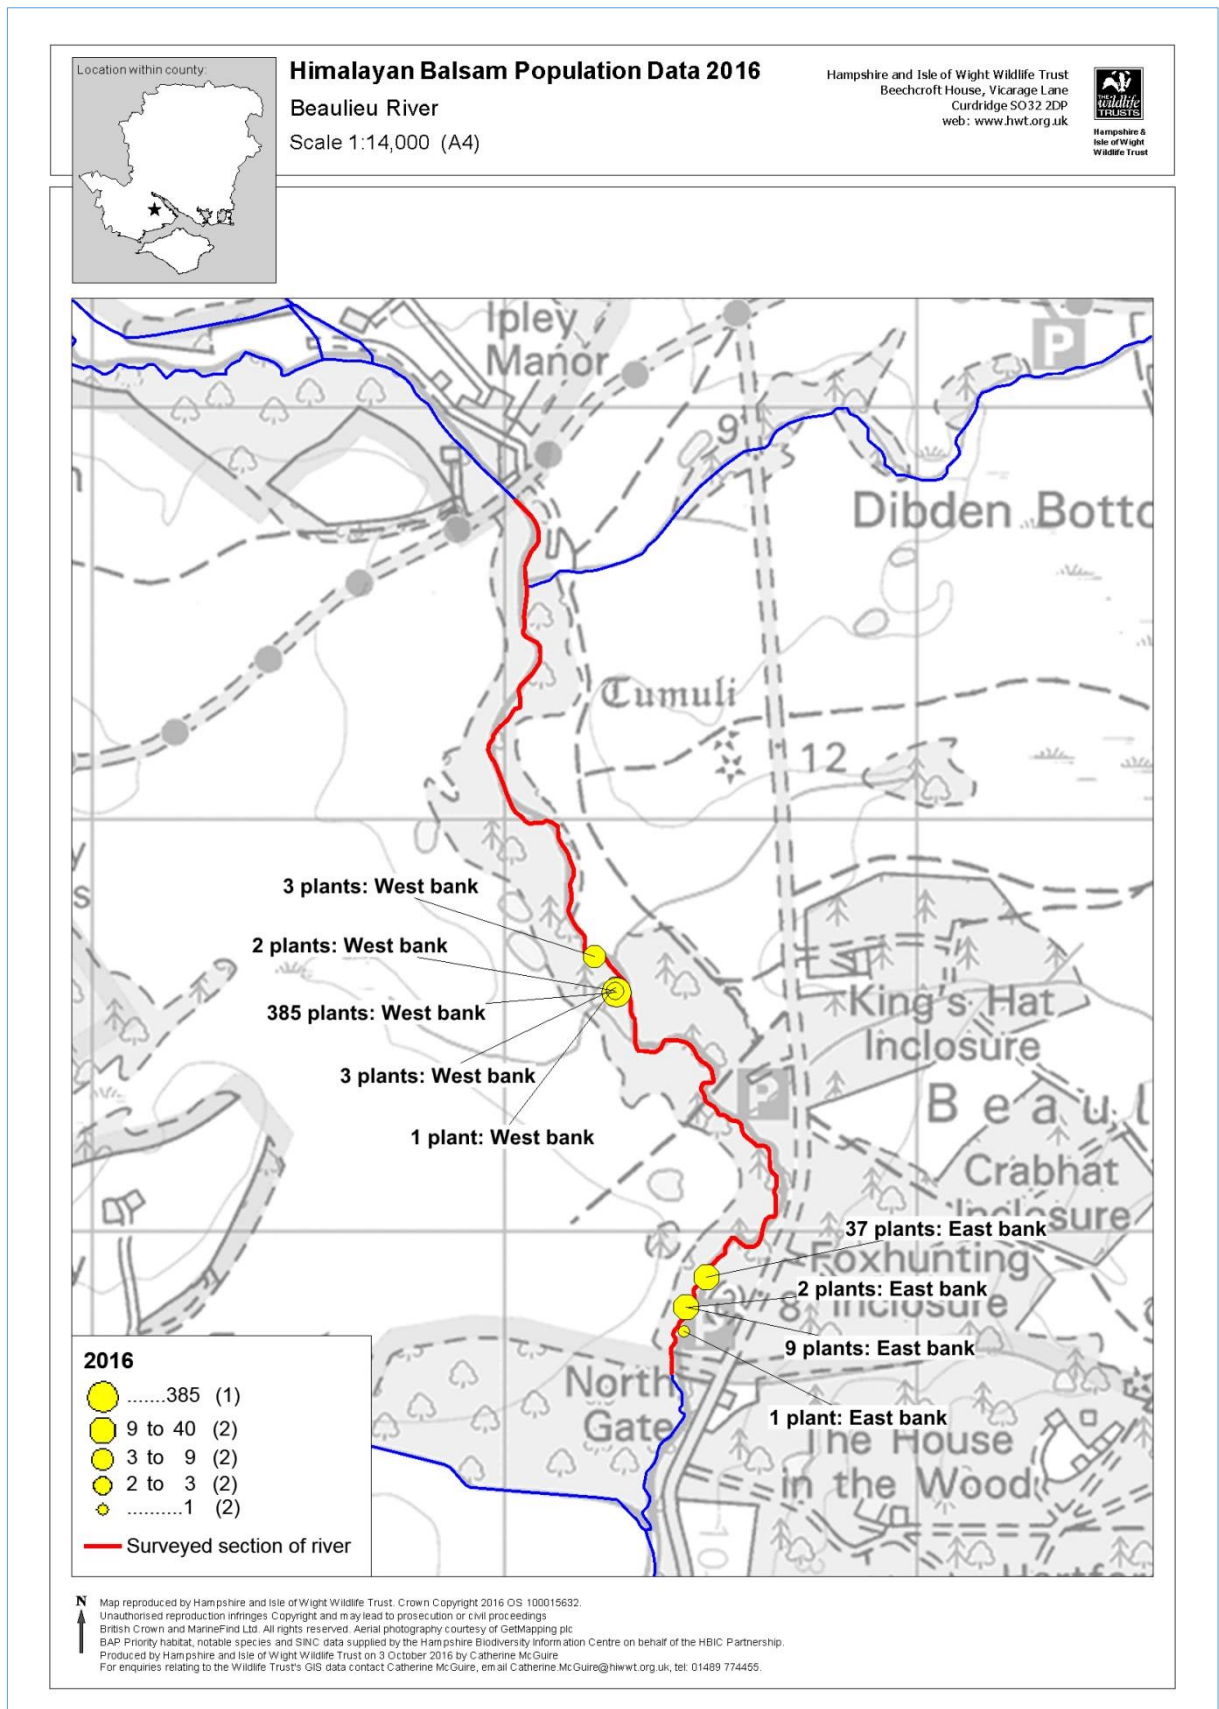 Location within county:
Himalayan Balsam Population Data 2016
Beaulieu River
Scale 1:14,000 (A4)
Hampshire and Isle of Wight Wildlife Trust
Beechcroft House, Vicarage Lane
Curdridge SO32 2DP
web: www.hwt.org.uk
THE
wildlife
TRUSTS
Hampshire &
Isle of Wight
Wildlife Trust
Ipley
Manor
P
9
Dibden Botto
Tumuli
12
3 plants: West bank
2 plants: West bank
385 plants: West bank
3 plants: West bank
1 plant: West bank
King's Hat
Inclosure
P
Beaul
Crabhat
Inclosure
37 plants: East bank
Foxhunting
2 plants: East bank
8 Inclosure
9 plants: East bank
North
Gate
1 plant: East bank
The House
in the Wood
10
2016
.......385 (1)
9 to 40 (2)
3 to 9 (2)
2 to 3 (2)
..........1 (2)
Surveyed section of river
N
Map reproduced by Hampshire and Isle of Wight Wildlife Trust. Crown Copyright 2016 OS 100015632.
Unauthorised reproduction infringes Copyright and may lead to prosecution or civil proceedings
British Crown and MarineFind Ltd. All rights reserved. Aerial photography courtesy of GetMapping plc
BAP Priority habitat, notable species and SINC data supplied by the Hampshire Biodiversity Information Centre on behalf of the HBIC Partnership.
Produced by Hampshire and Isle of Wight Wildlife Trust on 3 October 2016 by Catherine McGuire
For enquiries relating to the Wildlife Trust's GIS data contact Catherine McGuire, email Catherine.McGuire@hiwwt.org.uk, tel: 01489 774455.